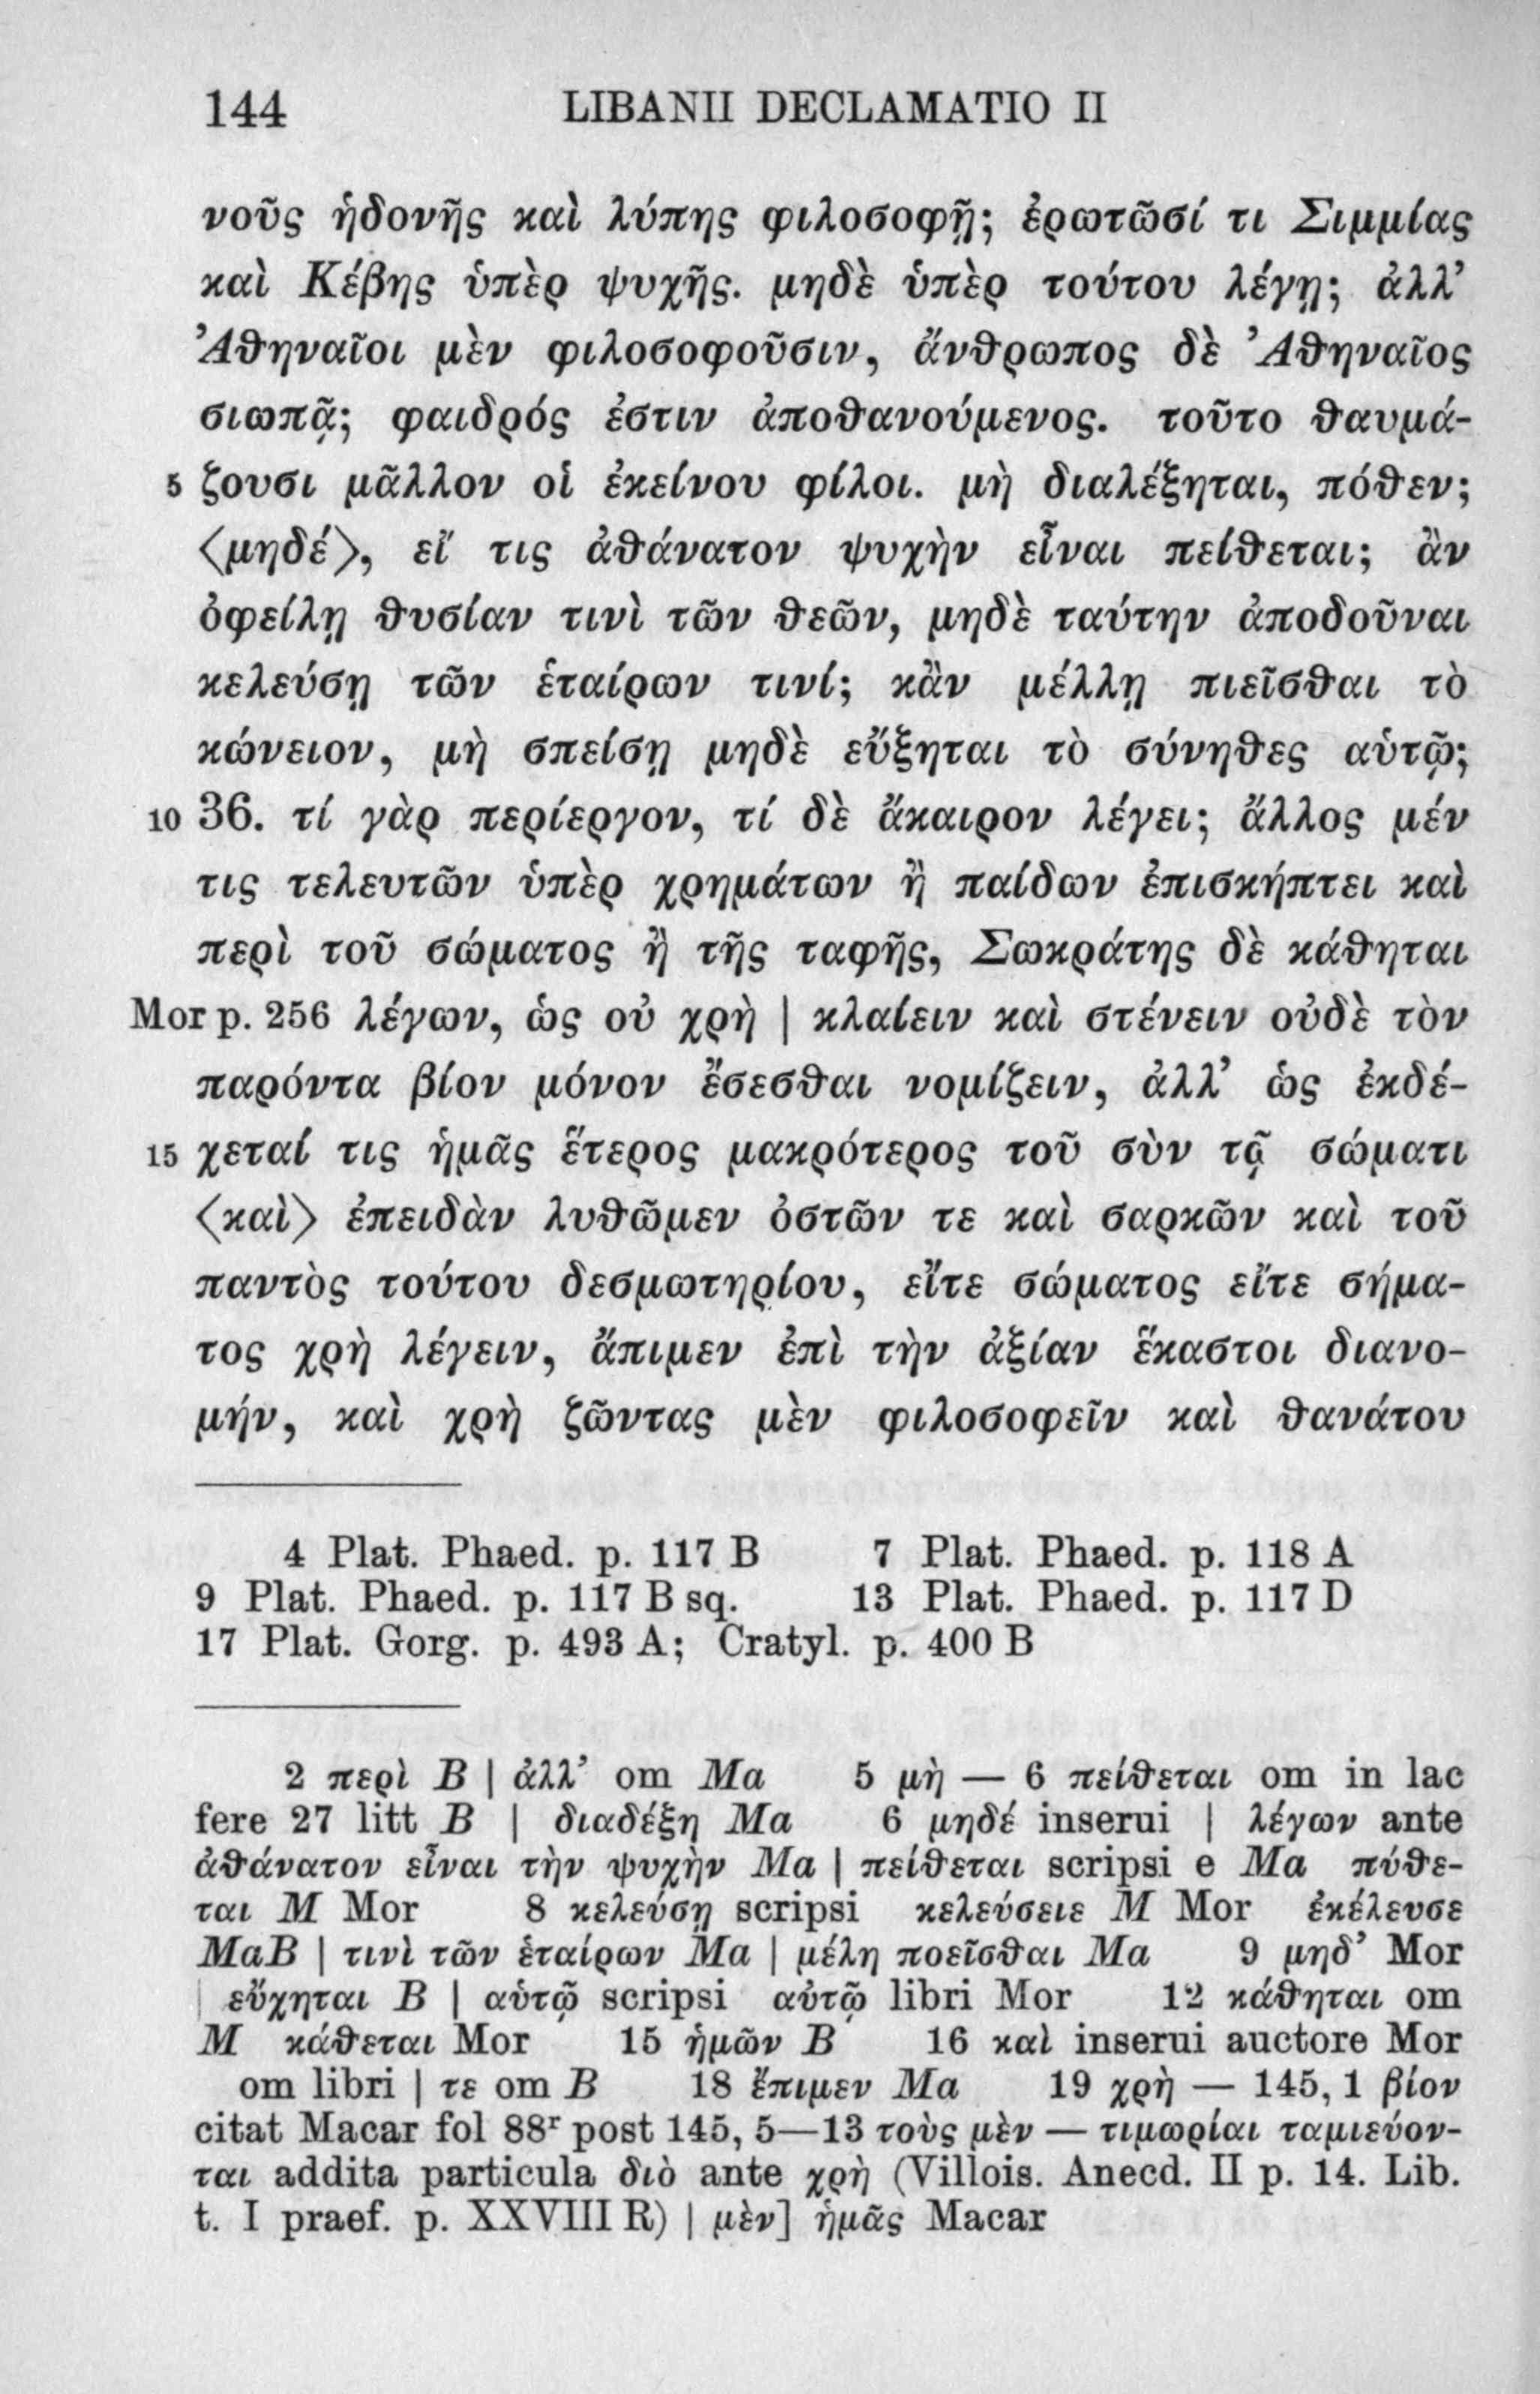 144 LIBANII DECLAMATIO II
νοῦς ἡδονῆς καὶ λύπης φιλοσοφῇ; ἐρωτῶσί τι Σιμμίας
καὶ Κέβης ὑπὲρ ψυχῆς. μηδὲ ὑπὲρ τούτου λέγῃ; ἀλλ’
Ἀθηναῖοι μὲν φιλοσοφοῦσιν, ἄνθρωπος δὲ Ἀθηναῖος
σιωπᾷ; φαιδρός ἐστιν ἀποθανούμενος. τοῦτο θαυμά-
5 ζουσι μᾶλλον οἱ ἐκείνου φίλοι. μὴ διαλέξηται, πόθεν;
⟨μηδέ⟩, εἴ τις ἀθάνατον ψυχὴν εἶναι πείθεται; ἂν
ὀφείλῃ θυσίαν τινὶ τῶν θεῶν, μηδὲ ταύτην ἀποδοῦναι
κελεύσῃ τῶν ἑταίρων τινί; κἂν μέλλῃ πιεῖσθαι τὸ
κώνειον, μὴ σπείσῃ μηδὲ εὔξηται τὸ σύνηθες αὑτῷ;
10 36. τί γὰρ περίεργον, τί δὲ ἄκαιρον λέγει; ἄλλος μέν
τις τελευτῶν ὑπὲρ χρημάτων ἢ παίδων ἐπισκήπτει καὶ
περὶ τοῦ σώματος ἢ τῆς ταφῆς, Σωκράτης δὲ κάθηται
Mor p. 256 λέγων, ὡς οὐ χρὴ | κλαίειν καὶ στένειν οὐδὲ τὸν
παρόντα βίον μόνον ἔσεσθαι νομίζειν, ἀλλ’ ὡς ἐκδέ-
15 χεταί τις ἡμᾶς ἕτερος μακρότερος τοῦ σὺν τῷ σώματι
⟨καὶ⟩ ἐπειδὰν λυθῶμεν ὀστῶν τε καὶ σαρκῶν καὶ τοῦ
παντὸς τούτου δεσμωτηρίου, εἴτε σώματος εἴτε σήμα-
τος χρὴ λέγειν, ἄπιμεν ἐπὶ τὴν ἀξίαν ἕκαστοι διανο-
μήν, καὶ χρὴ ζῶντας μὲν φιλοσοφεῖν καὶ θανάτου
4 Plat. Phaed. p. 117 B 7 Plat. Phaed. p. 118 A
9 Plat. Phaed. p. 117 B sq. 13 Plat. Phaed. p. 117 D
17 Plat. Gorg. p. 493 A; Cratyl. p. 400 B
2 περὶ B | ἀλλ’ om Ma 5 μὴ — 6 πείθεται om in lac
fere 27 litt B | διαδέξη Ma 6 μηδέ inserui | λέγων ante
ἀθάνατον εἶναι τὴν ψυχὴν Ma | πείθεται scripsi e Ma πύθε-
ται M Mor 8 κελεύσῃ scripsi κελεύσειε M Mor ἐκέλευσε
MaB | τινὶ τῶν ἑταίρων Ma | μέλη ποεῖσθαι Ma 9 μηδ’ Mor
| εὔχηται B | αὑτῷ scripsi αὐτῷ libri Mor 12 κάθηται om
M κάθεται Mor 15 ἡμῶν B 16 καὶ inserui auctore Mor
om libri | τε om B 18 ἔπιμεν Ma 19 χρὴ — 145, 1 βίον
citat Macar fol 88ʳ post 145, 5—13 τοὺς μὲν — τιμωρίαι ταμιεύον-
ται addita particula διὸ ante χρὴ (Villois. Anecd. II p. 14. Lib.
t. I praef. p. XXVIII R) | μὲν] ἡμᾶς Macar